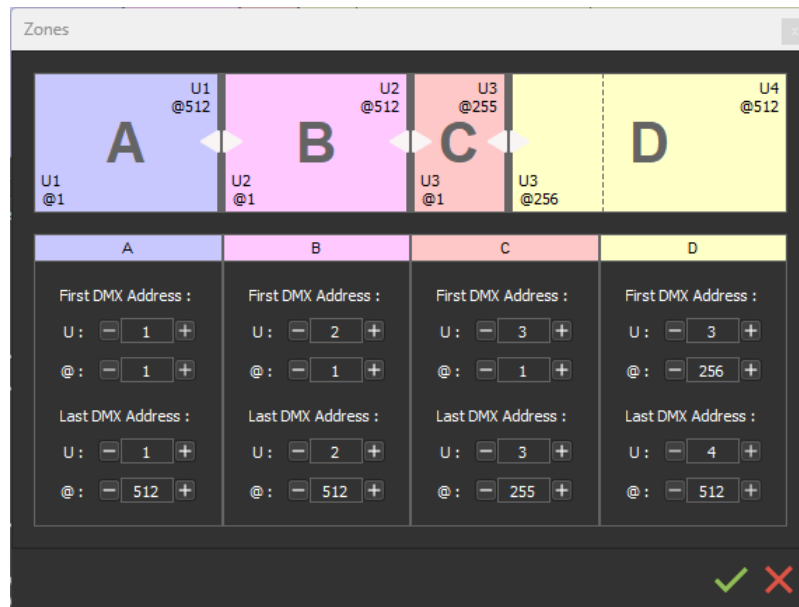 Zones
U1
@512
A
U1
@1
U2
@512
B
U2
@1
U3
@255
C
U3
@1
U4
@512
D
U3
@256
A B C D
First DMX Address : First DMX Address : First DMX Address : First DMX Address :
U : 1 U : 2 U : 3 U : 3
@ : 1 @ : 1 @ : 1 @ : 256
Last DMX Address : Last DMX Address : Last DMX Address : Last DMX Address :
U : 1 U : 2 U : 3 U : 4
@ : 512 @ : 512 @ : 255 @ : 512